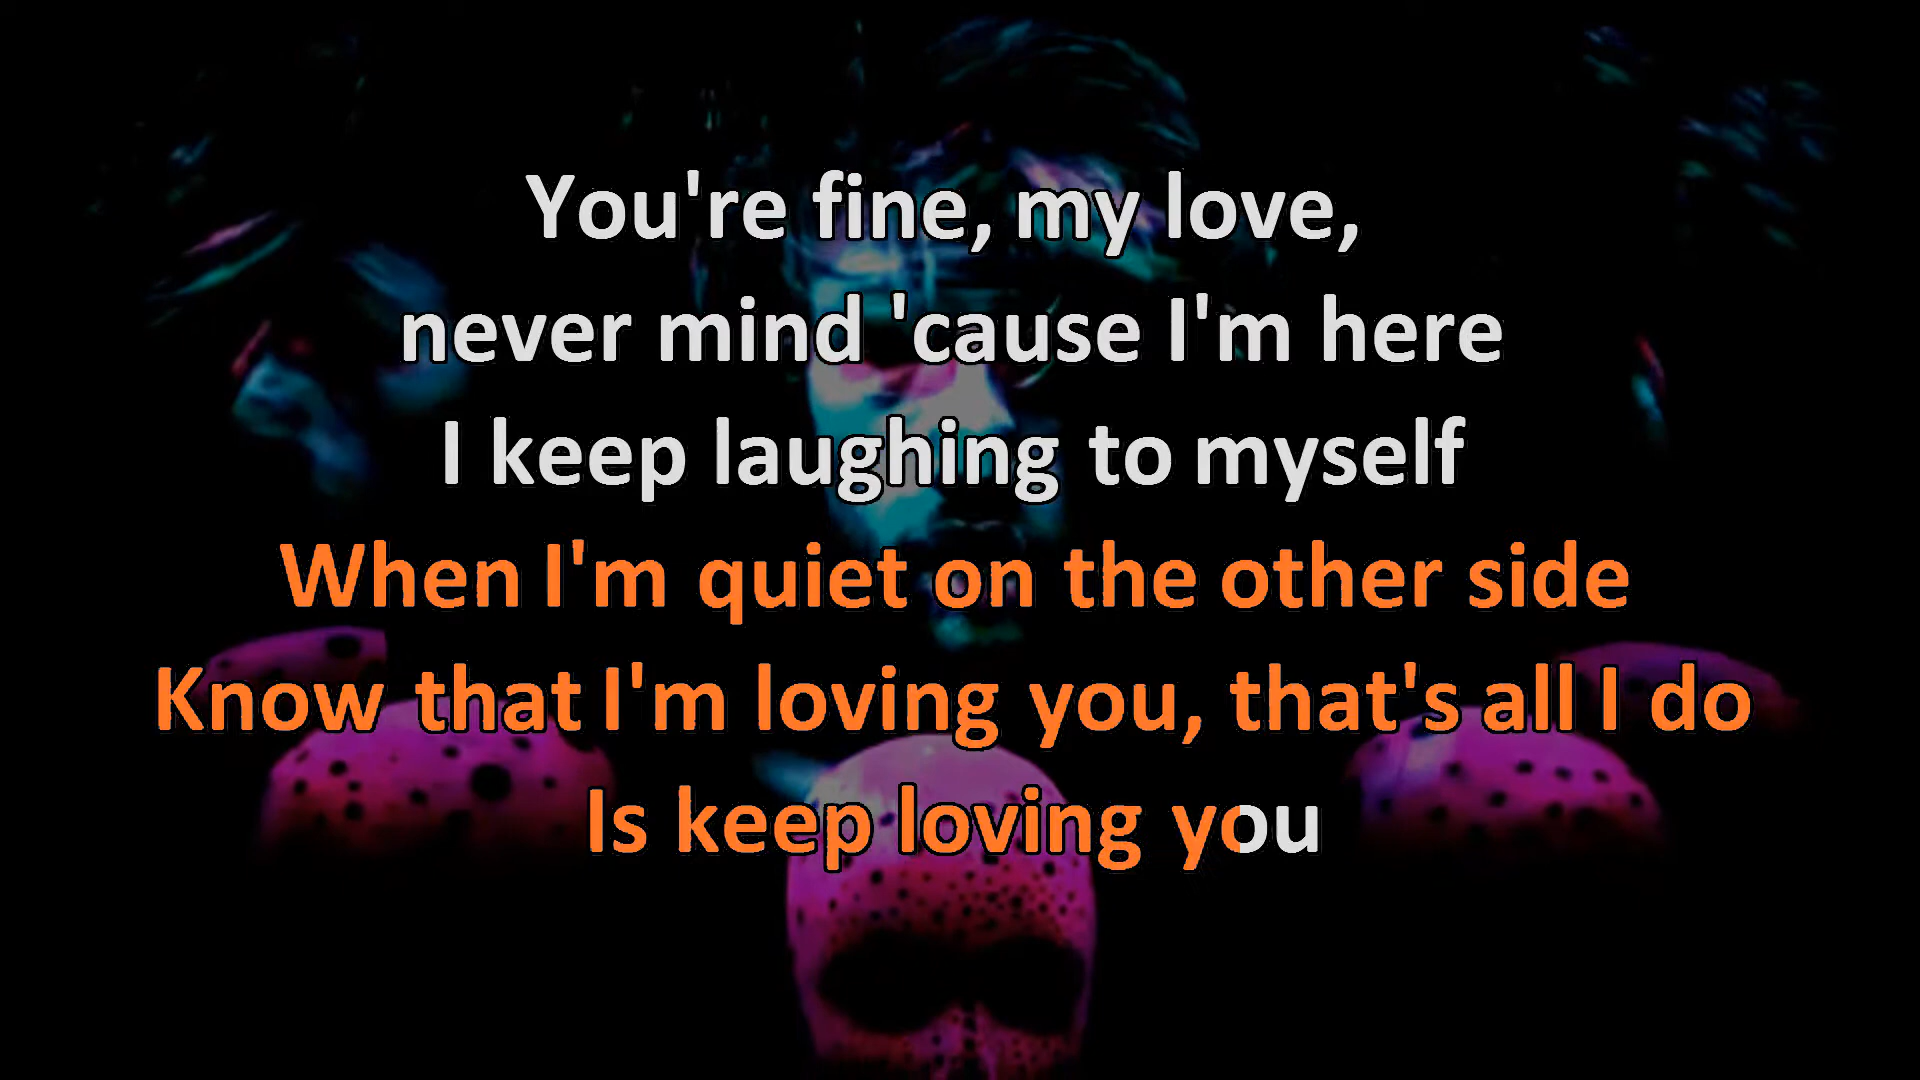 You're fine, my love,
never mind 'cause I'm here
I keep laughing to myself
When I'm quiet on the other side
Know that I'm loving you, that's all I do
Is keep loving you